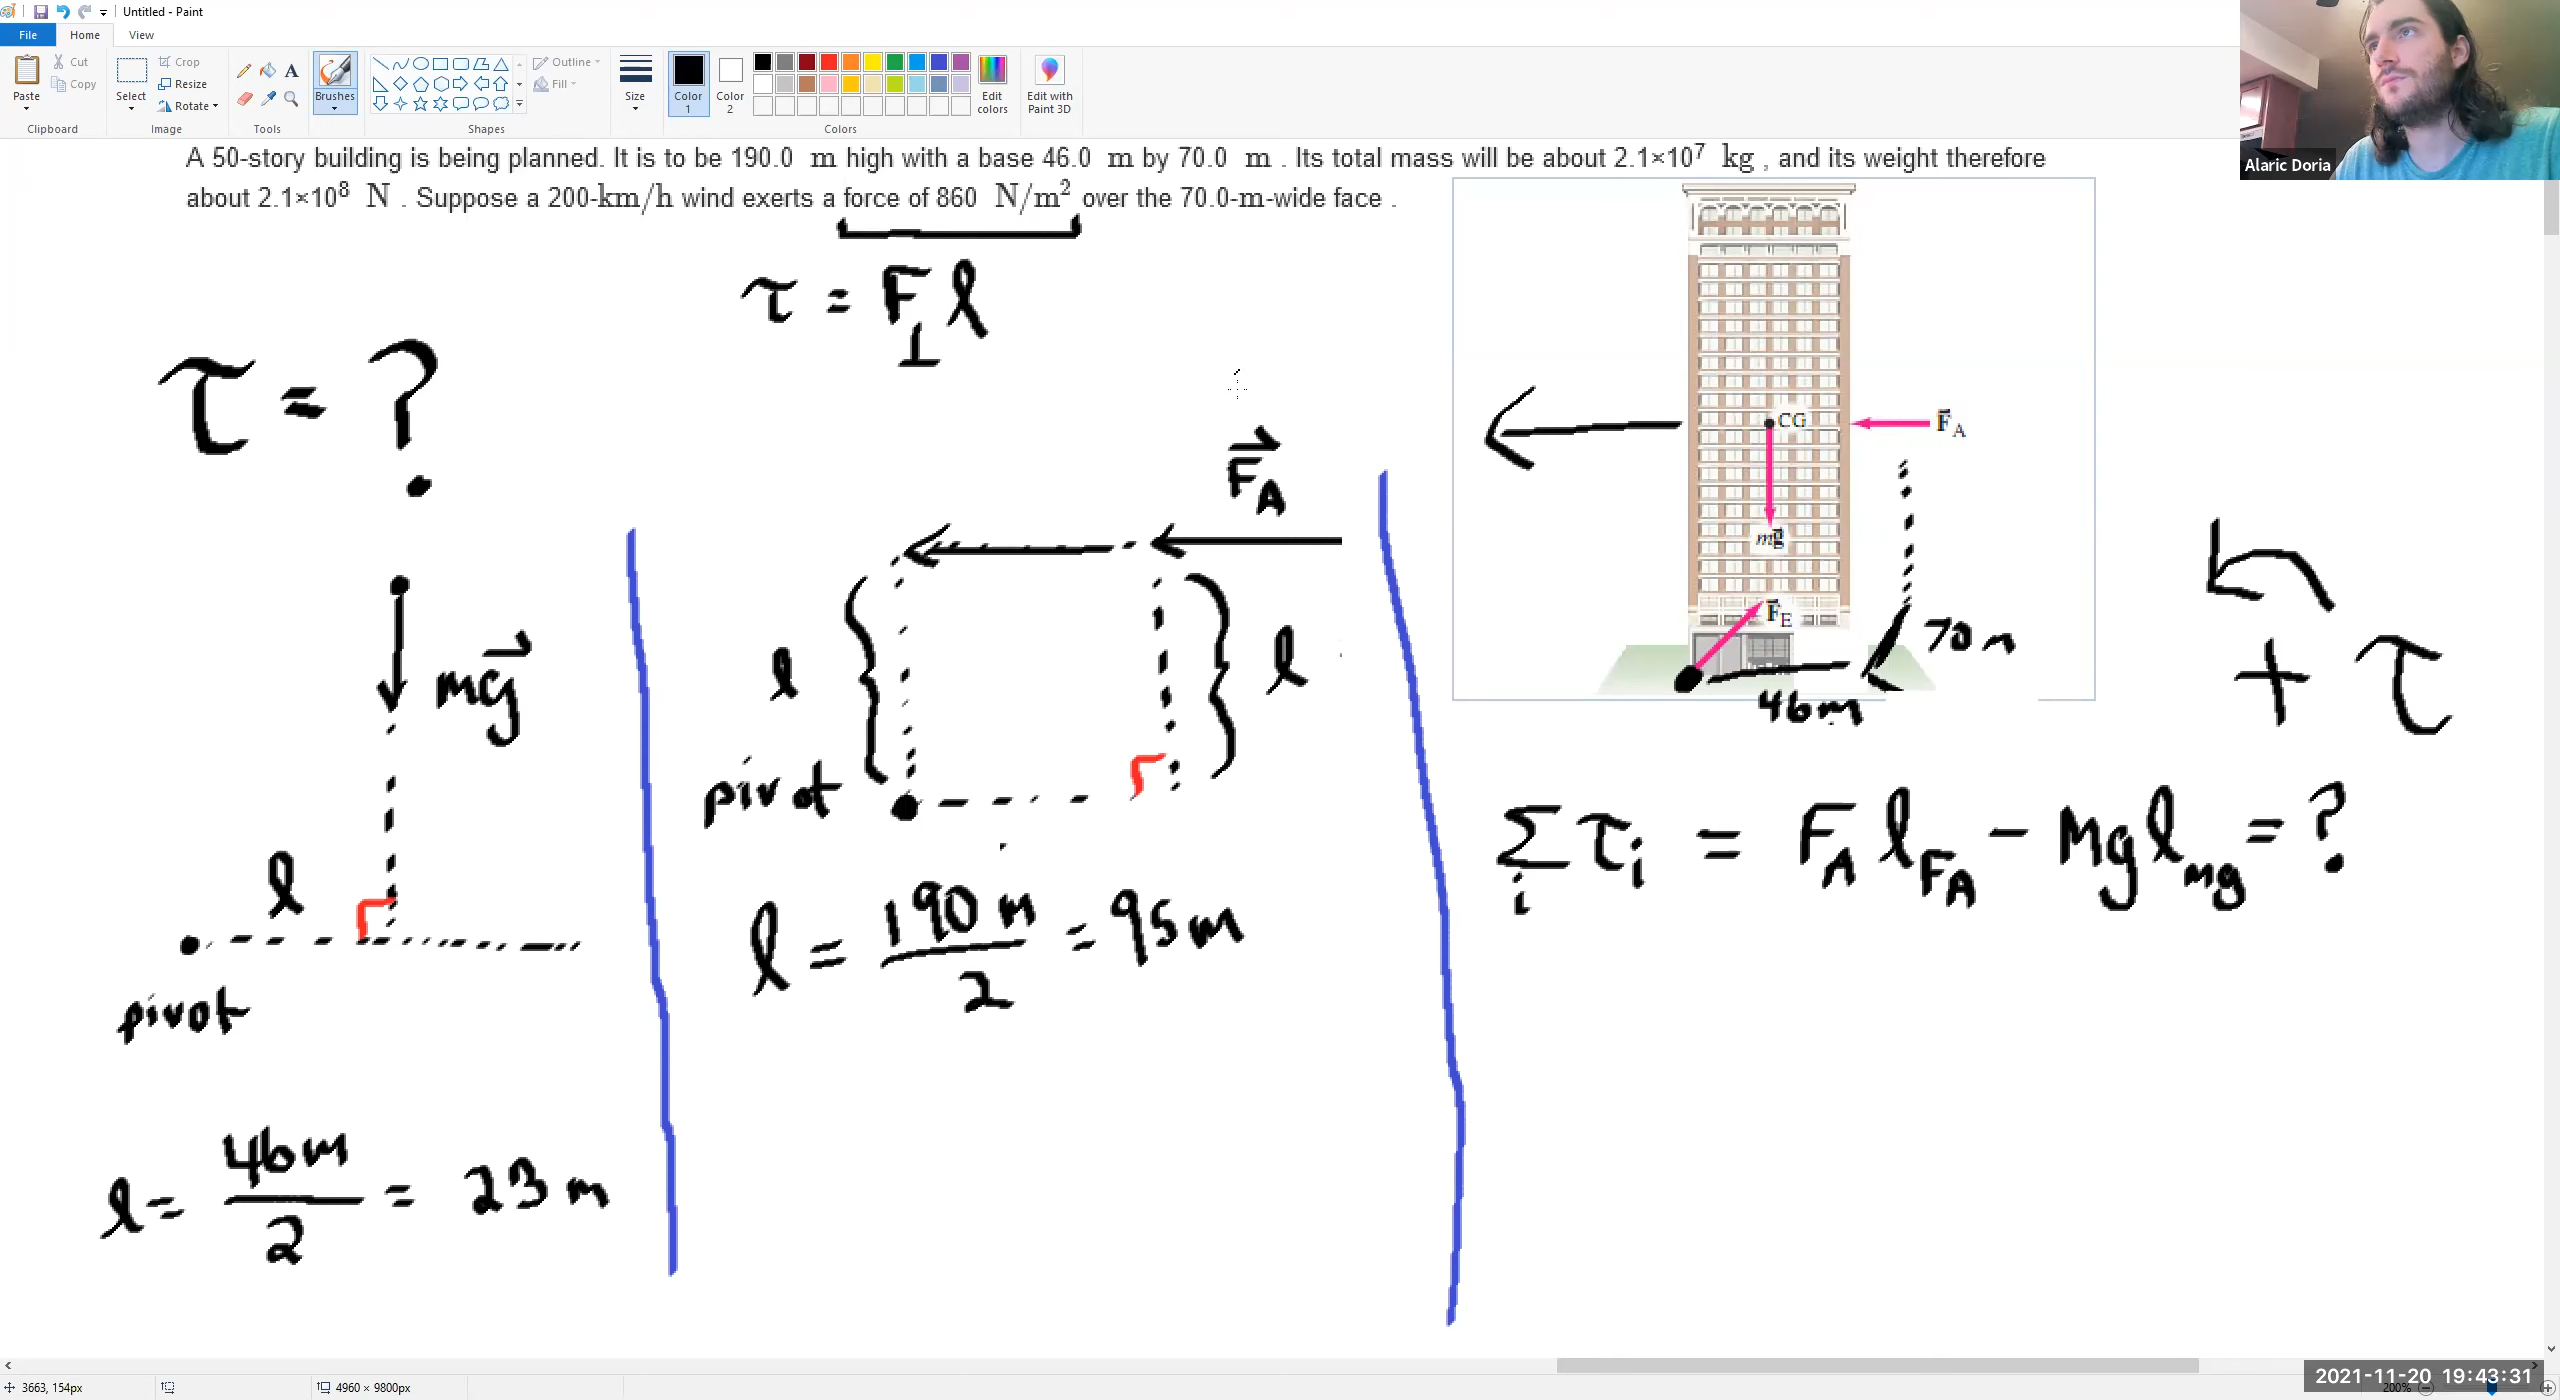 Untitled - Paint
File Home View
Paste
Cut
Copy
Clipboard
Select
Crop
Resize
Rotate
Image
Tools
A
Brushes
Outline
Fill
Shapes
Size
Color 1
Color 2
Colors
Edit colors
Edit with Paint 3D
Alaric Doria
A 50-story building is being planned. It is to be 190.0 m high with a base 46.0 m by 70.0 m . Its total mass will be about 2.1×10⁷ kg , and its weight therefore
about 2.1×10⁸ N . Suppose a 200-km/h wind exerts a force of 860 N/m² over the 70.0-m-wide face .
τ = F⊥ l
τ = ?
mg⃗
l
pivot
l = 46m / 2 = 23 m
F⃗A
l
l
pivot
l = 190 m / 2 = 95 m
CG
F⃗A
mg⃗
F⃗E
70 m
46m
+ τ
∑i τi = FA lFA − Mg lmg = ?
3663, 154px
4960 × 9800px
200%
2021-11-20 19:43:31